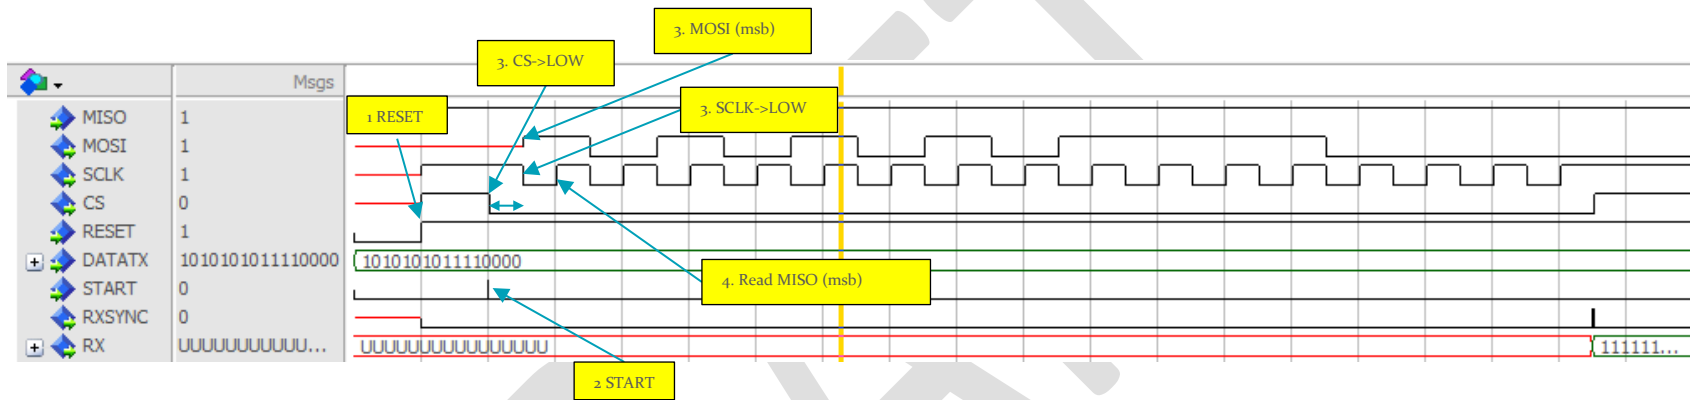 3. MOSI (msb)
3. CS->LOW
Msgs
3. SCLK->LOW
1 RESET
MISO 1
MOSI 1
SCLK 1
CS 0
RESET 1
DATATX 1010101011110000 1010101011110000
4. Read MISO (msb)
START 0
RXSYNC 0
RX UUUUUUUUUUU... UUUUUUUUUUUUUUUU 111111...
2 START